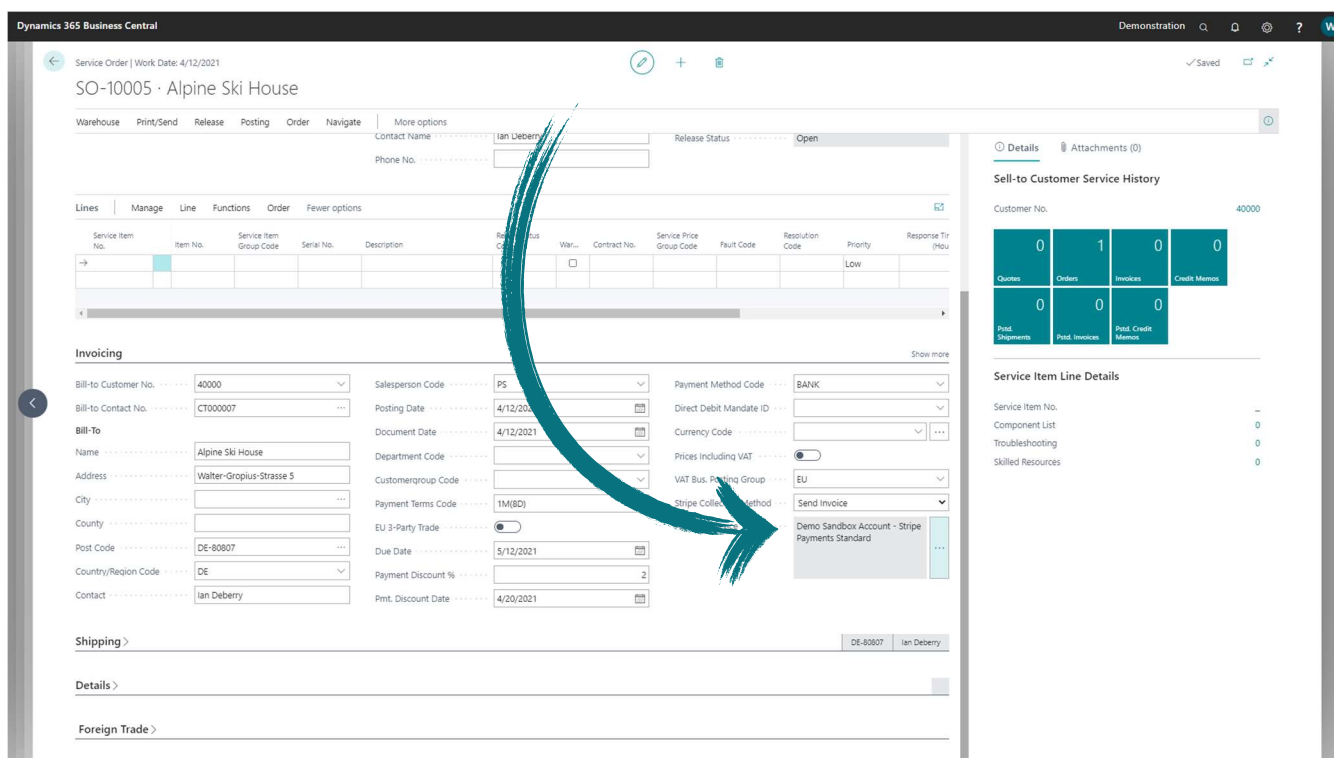 Dynamics 365 Business Central
Demonstration
?
W
Service Order | Work Date: 4/12/2021
Saved
SO-10005 · Alpine Ski House
Warehouse Print/Send Release Posting Order Navigate More options
Contact Name Ian Deberry
Release Status Open
Phone No.
Lines Manage Line Functions Order Fewer options
Service Item No. Item No. Service Item Group Code Serial No. Description War... Contract No. Service Price Group Code Fault Code Resolution Code Priority Response Tir (Hou
Low
Invoicing
Show more
Bill-to Customer No. 40000
Salesperson Code PS
Payment Method Code BANK
Bill-to Contact No. CT000007
Posting Date
Direct Debit Mandate ID
Bill-To
Document Date 4/12/2021
Currency Code
Name Alpine Ski House
Department Code
Prices Including VAT
Address Walter-Gropius-Strasse 5
Customergroup Code
VAT Bus. Posting Group EU
City
Payment Terms Code 1M(8D)
Stripe Collection Method Send Invoice
County
EU 3-Party Trade
Demo Sandbox Account - Stripe
Payments Standard
Post Code DE-80807
Due Date 5/12/2021
Country/Region Code DE
Payment Discount % 2
Contact Ian Deberry
Pmt. Discount Date 4/20/2021
Shipping
DE-80807 Ian Deberry
Details
Foreign Trade
Details Attachments (0)
Sell-to Customer Service History
Customer No. 40000
0 1 0 0
Quotes Orders Invoices Credit Memos
0 0 0
Pstd. Shipments Pstd. Invoices Pstd. Credit Memos
Service Item Line Details
Service Item No. _
Component List 0
Troubleshooting 0
Skilled Resources 0